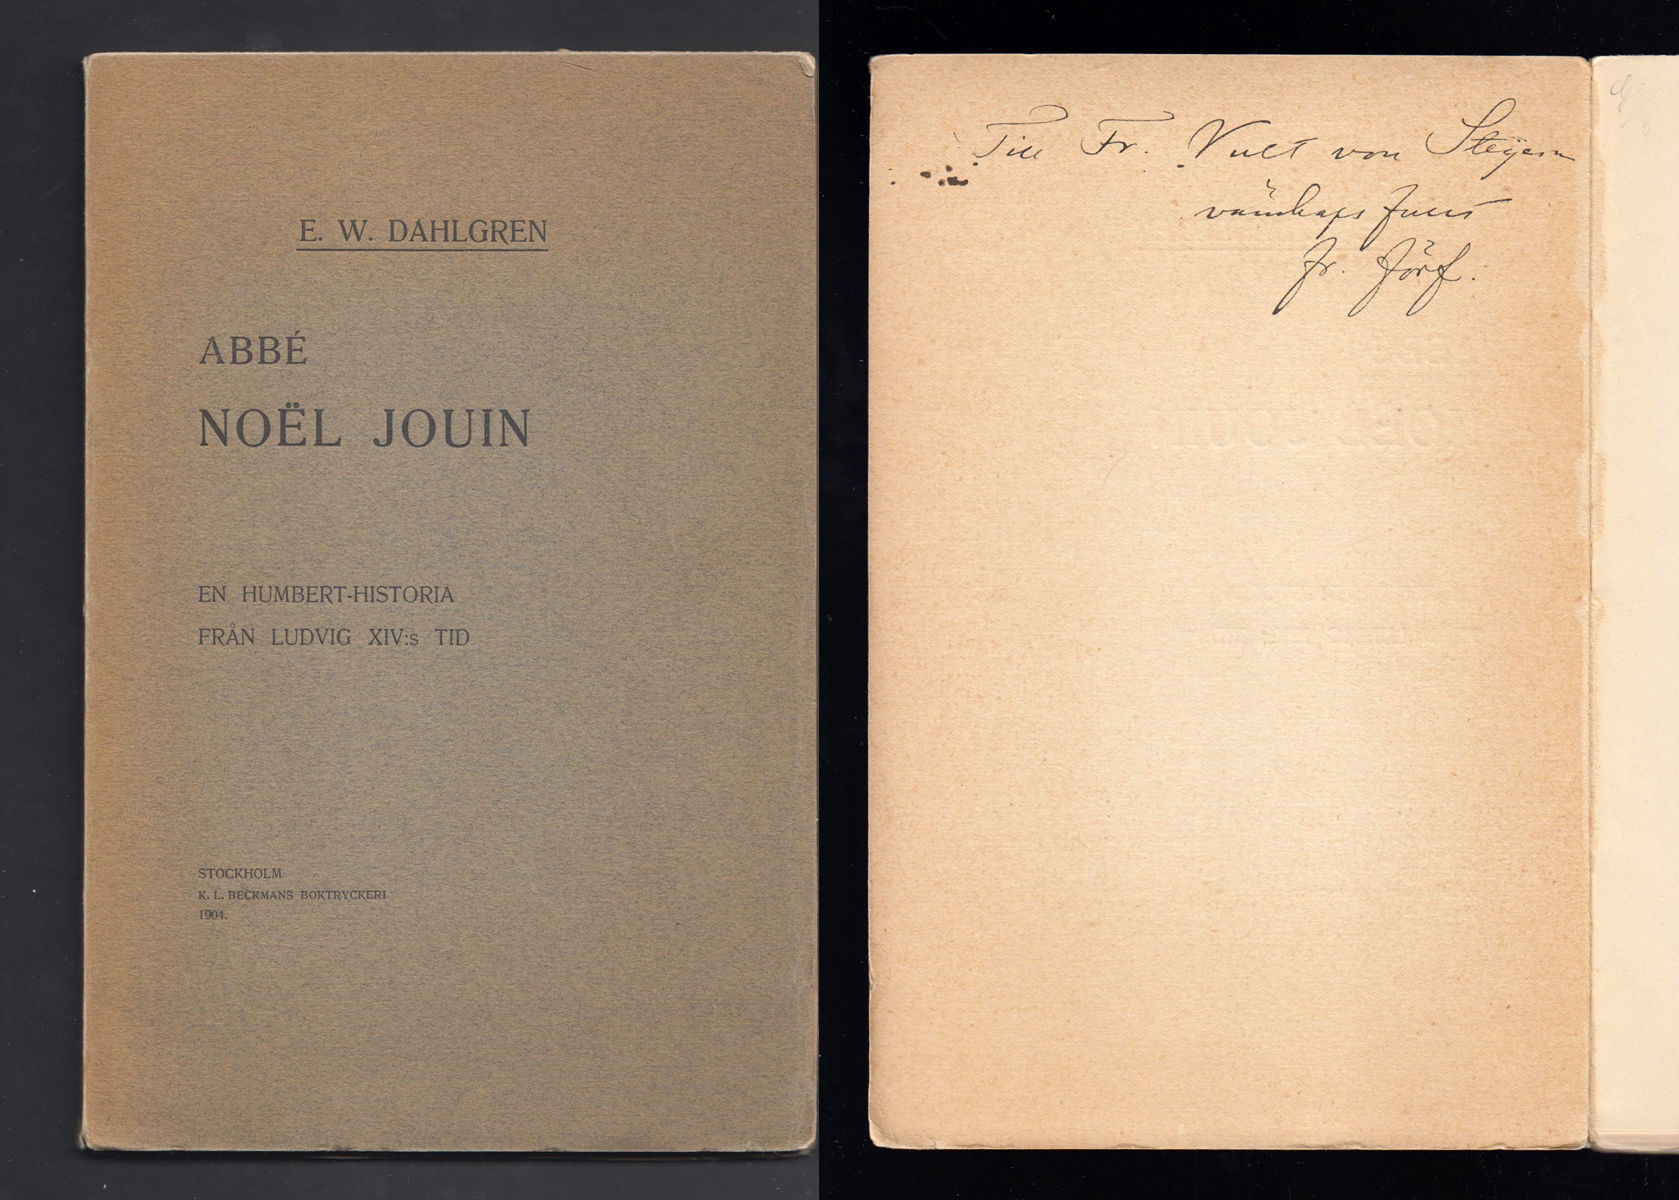 E. W. DAHLGREN
ABBÉ
NOËL JOUIN
EN HUMBERT-HISTORIA
FRÅN LUDVIG XIV:s TID
STOCKHOLM
K. L. BECKMANS BOKTRYCKERI
1904.
Till Fr. Vult von Steyern
vänskapsfullt
fr. förf.